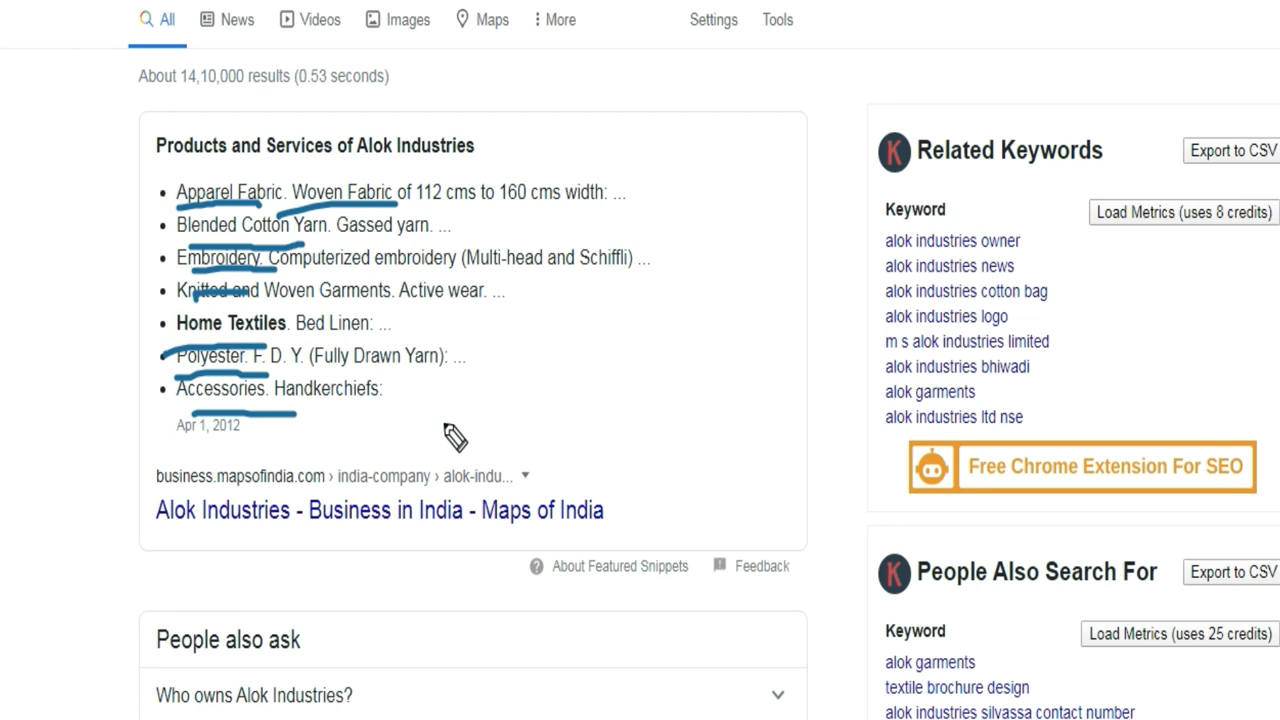 All News Videos Images Maps More Settings Tools
About 14,10,000 results (0.53 seconds)
Products and Services of Alok Industries
Apparel Fabric. Woven Fabric of 112 cms to 160 cms width: ...
Blended Cotton Yarn. Gassed yarn. ...
Embroidery. Computerized embroidery (Multi-head and Schiffli) ...
Knitted and Woven Garments. Active wear. ...
Home Textiles. Bed Linen: ...
Polyester. F. D. Y. (Fully Drawn Yarn): ...
Accessories. Handkerchiefs:
Apr 1, 2012
business.mapsofindia.com › india-company › alok-indu...
Alok Industries - Business in India - Maps of India
About Featured Snippets Feedback
People also ask
Who owns Alok Industries?
K Related Keywords Export to CSV
Keyword Load Metrics (uses 8 credits)
alok industries owner
alok industries news
alok industries cotton bag
alok industries logo
m s alok industries limited
alok industries bhiwadi
alok garments
alok industries ltd nse
Free Chrome Extension For SEO
K People Also Search For Export to CSV
Keyword Load Metrics (uses 25 credits)
alok garments
textile brochure design
alok industries silvassa contact number